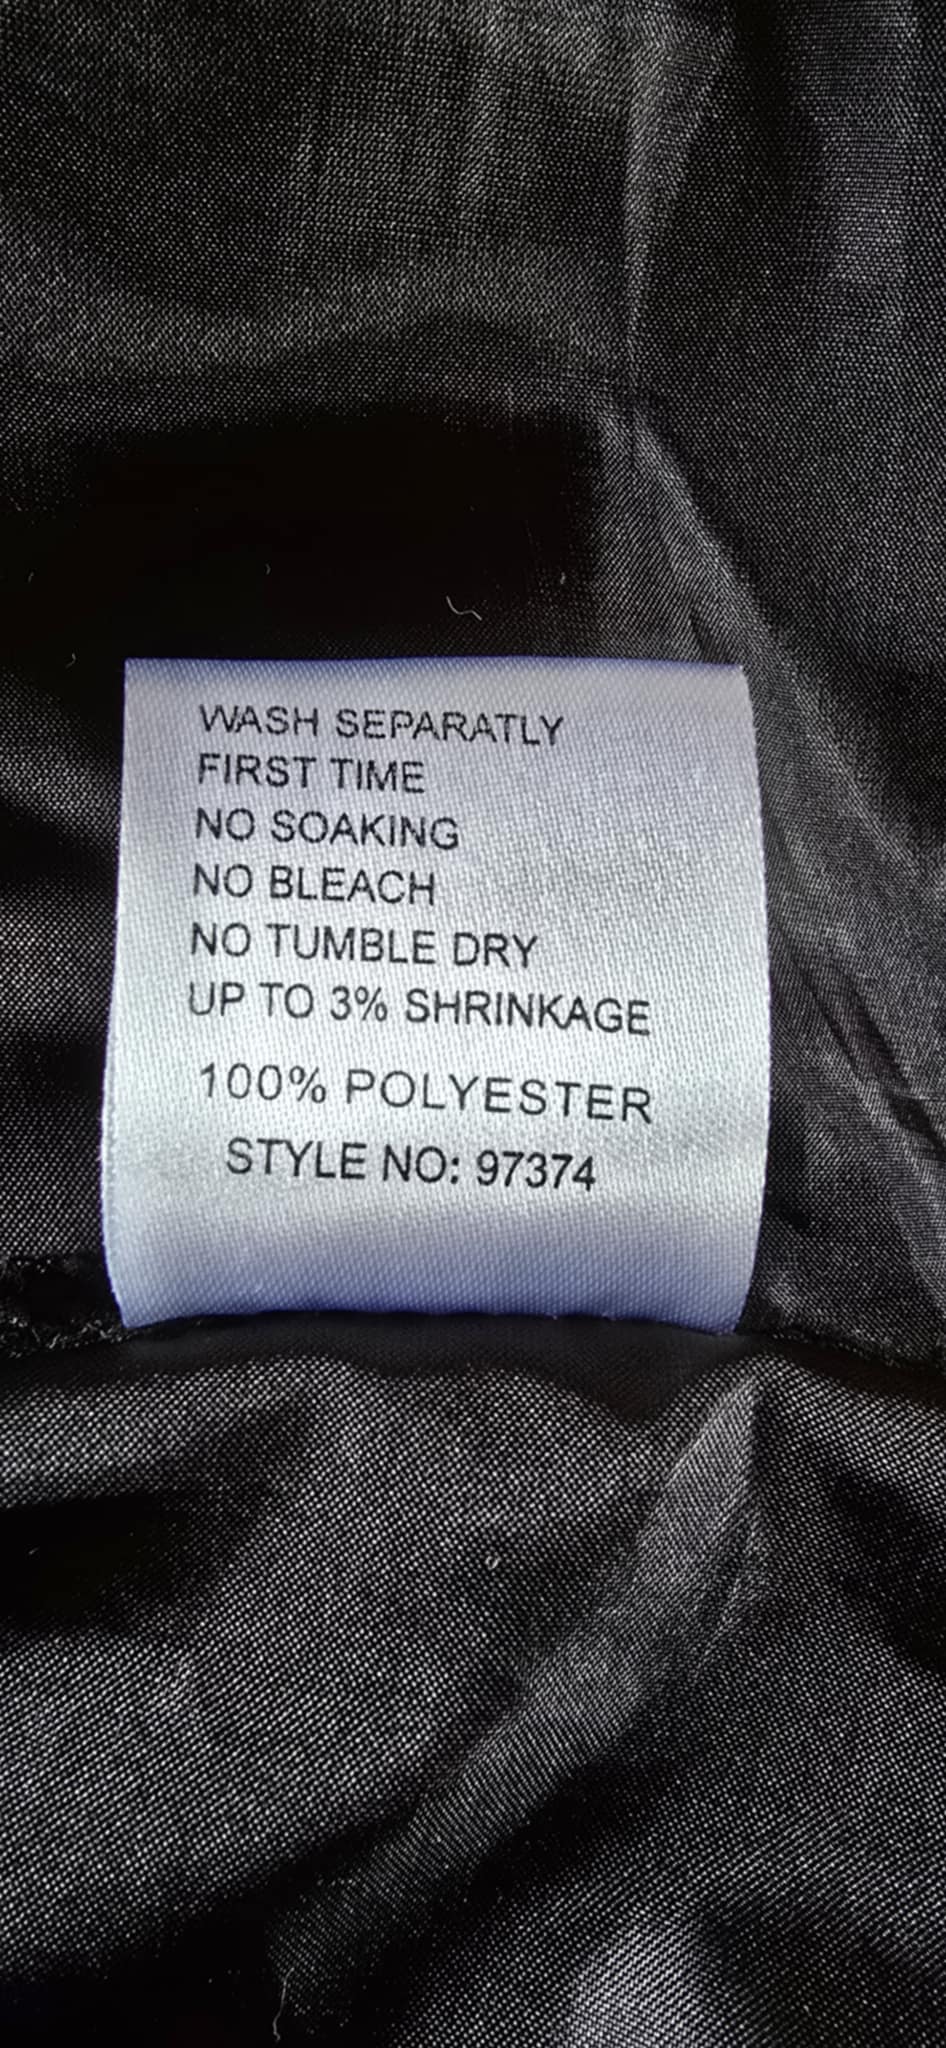 WASH SEPARATLY
FIRST TIME
NO SOAKING
NO BLEACH
NO TUMBLE DRY
UP TO 3% SHRINKAGE
100% POLYESTER
STYLE NO: 97374